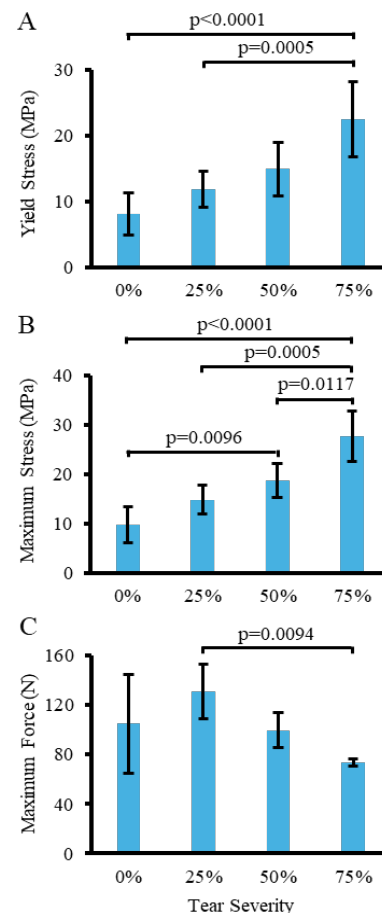 A
p<0.0001
p=0.0005
Yield Stress (MPa)
30
20
10
0
0% 25% 50% 75%
B
p<0.0001
p=0.0005
p=0.0117
p=0.0096
Maximum Stress (MPa)
40
30
20
10
0
0% 25% 50% 75%
C
p=0.0094
Maximum Force (N)
160
120
80
40
0
0% 25% 50% 75%
Tear Severity